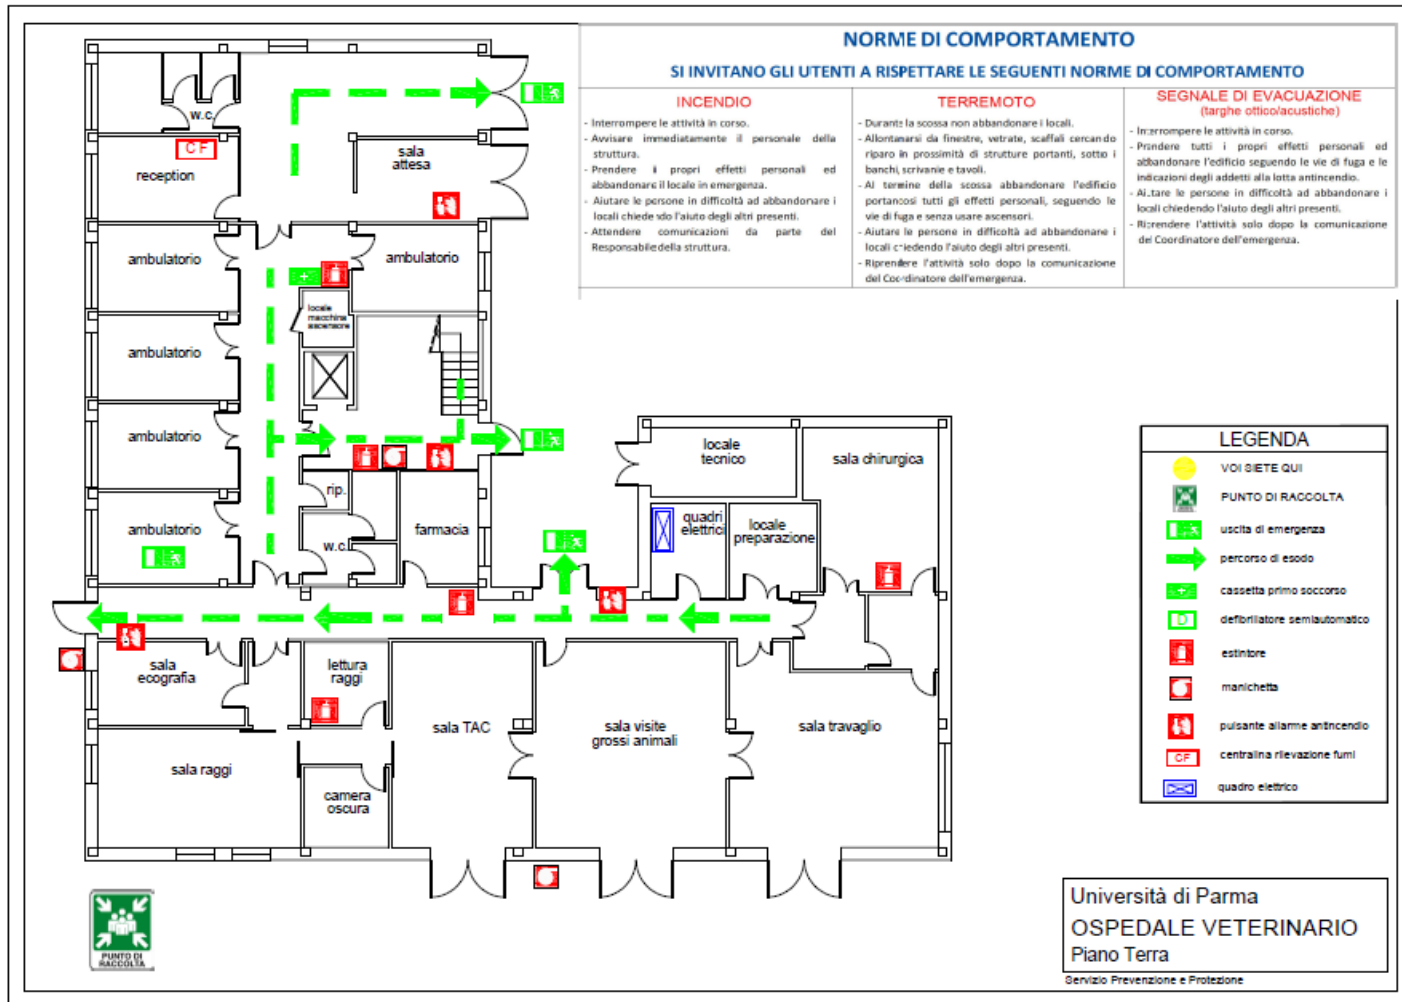 NORME DI COMPORTAMENTO
SI INVITANO GLI UTENTI A RISPETTARE LE SEGUENTI NORME DI COMPORTAMENTO
INCENDIO
- Interrompere le attività in corso.
- Avvisare immediatamente il personale della
struttura.
- Prendere i propri effetti personali ed
abbandonare il locale in emergenza.
- Aiutare le persone in difficoltà ad abbandonare i
locali chiedendo l'aiuto degli altri presenti.
- Attendere comunicazioni da parte del
Responsabile della struttura.
TERREMOTO
- Durante la scossa non abbandonare i locali.
- Allontanarsi da finestre, vetrate, scaffali cercando
riparo in prossimità di strutture portanti, sotto i
banchi, scrivanie e tavoli.
- Al termine della scossa abbandonare l'edificio
portancosi tutti gli effetti personali, seguendo le
vie di fuga e senza usare ascensori.
- Aiutare le persone in difficoltà ad abbandonare i
locali chiedendo l'aiuto degli altri presenti.
- Riprendere l'attività solo dopo la comunicazione
del Coordinatore dell'emergenza.
SEGNALE DI EVACUAZIONE
(targhe ottico/acustiche)
- Interrompere le attività in corso.
- Prendere tutti i propri effetti personali ed
abbandonare l'edificio seguendo le vie di fuga e le
indicazioni degli addetti alla lotta antincendio.
- Aiutare le persone in difficoltà ad abbandonare i
locali chiedendo l'aiuto degli altri presenti.
- Riprendere l'attività solo dopo la comunicazione
del Coordinatore dell'emergenza.
w.c.
CF
reception
sala
attesa
ambulatorio
ambulatorio
locale
macchina
ascensore
ambulatorio
ambulatorio
ambulatorio
rip.
w.c.
farmacia
locale
tecnico
sala chirurgica
quadri
elettrici
locale
preparazione
sala
ecografia
lettura
raggi
sala TAC
sala visite
grossi animali
sala travaglio
sala raggi
camera
oscura
LEGENDA
VOI SIETE QUI
PUNTO DI RACCOLTA
uscita di emergenza
percorso di esodo
cassetta primo soccorso
D
defibrillatore semiautomatico
estintore
manichetta
pulsante allarme antincendio
CF
centralina rilevazione fumi
quadro elettrico
PUNTO DI
RACCOLTA
Università di Parma
OSPEDALE VETERINARIO
Piano Terra
Servizio Prevenzione e Protezione